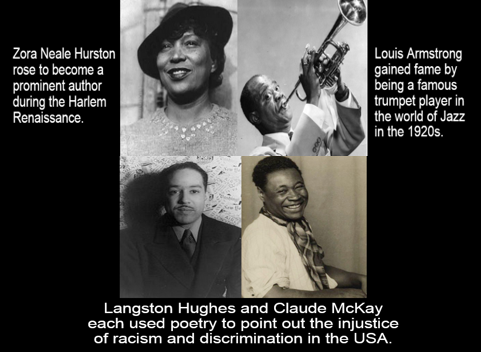 Zora Neale Hurston
rose to become a
prominent author
during the Harlem
Renaissance.
Louis Armstrong
gained fame by
being a famous
trumpet player in
the world of Jazz
in the 1920s.
Langston Hughes and Claude McKay
each used poetry to point out the injustice
of racism and discrimination in the USA.